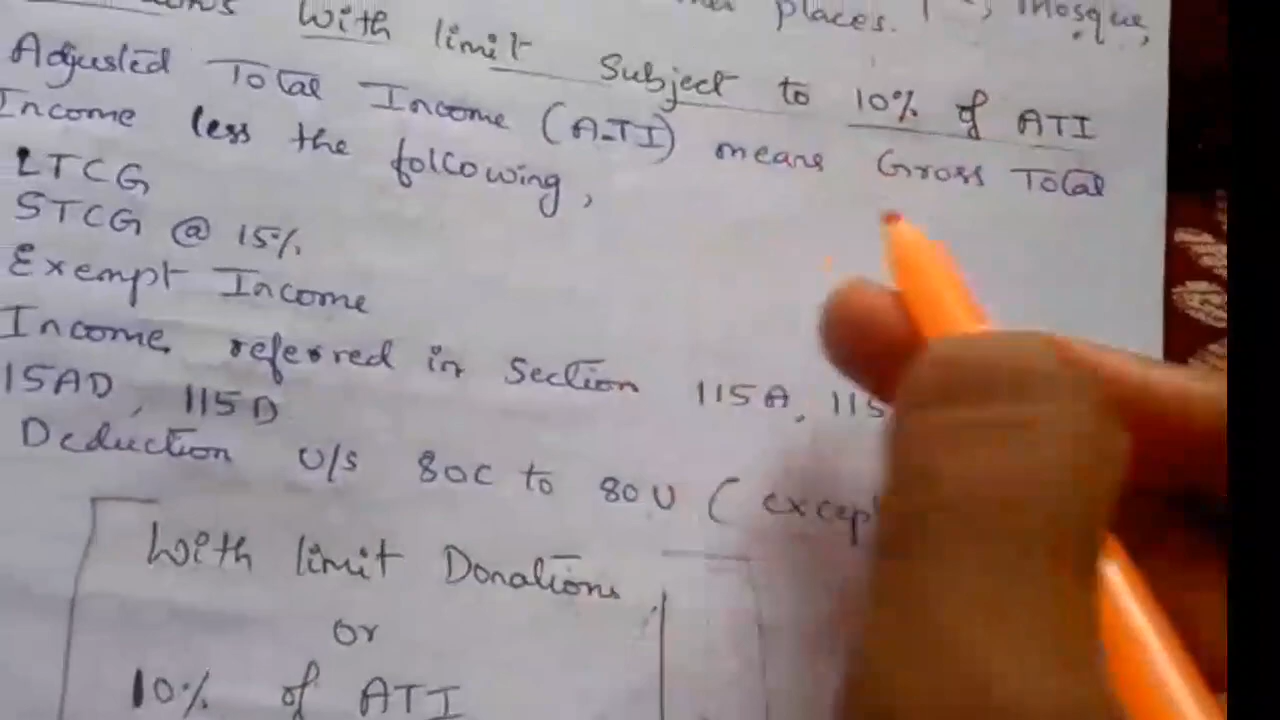 places. Mosque,
With limit Subject to 10% of ATI
Adjusted Total Income (ATI) means Gross Total
Income less the following,
LTCG
STCG @ 15%
Exempt Income
Income referred in Section 115A, 115
15AD, 115D
Deduction U/S 80C to 80U (except
With limit Donations
or
10% of ATI